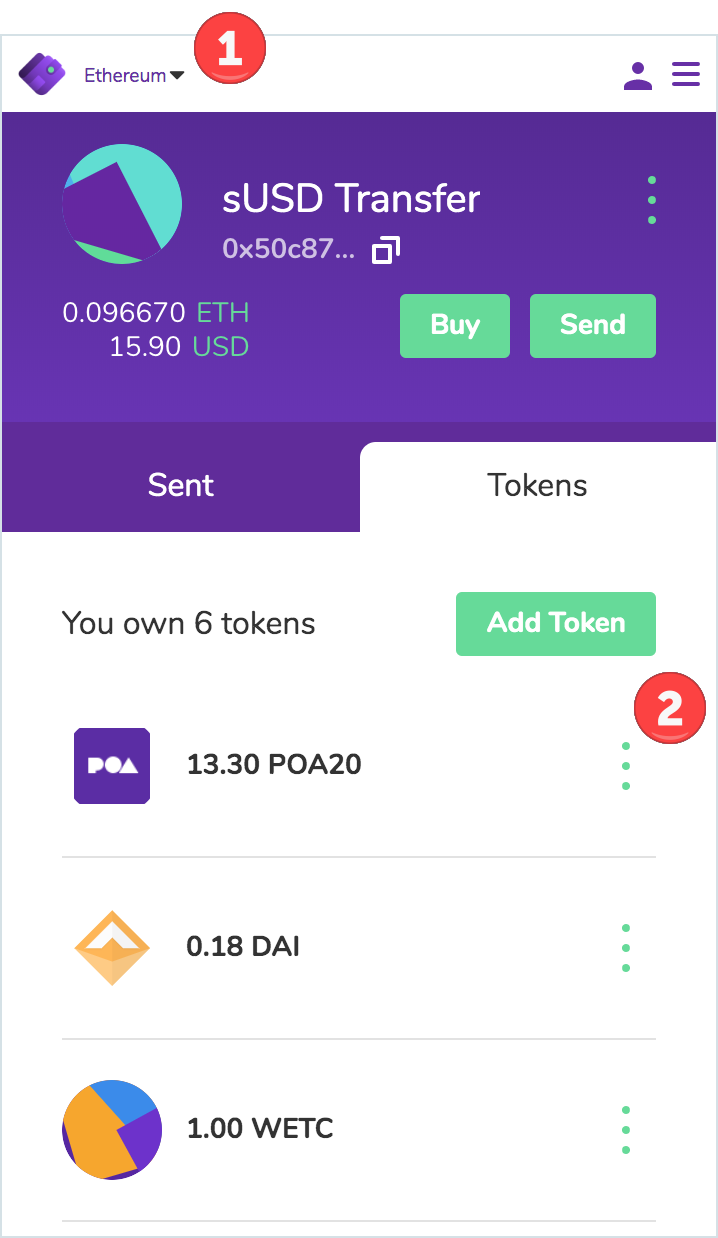 1
Ethereum
sUSD Transfer
0x50c87...
0.096670 ETH
15.90 USD
Buy
Send
Sent
Tokens
You own 6 tokens
Add Token
2
POA
13.30 POA20
0.18 DAI
1.00 WETC